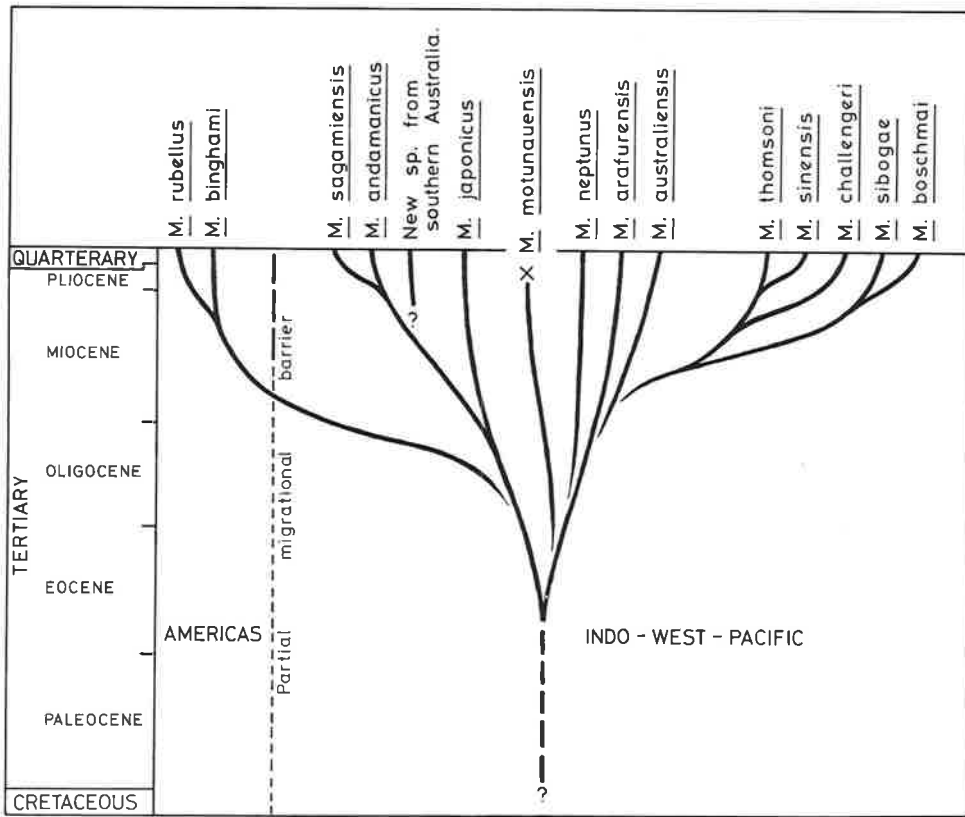 M. rubellus
M. binghami
M. sagamiensis
M. andamanicus
New sp. from
southern Australia.
M. japonicus
M. motunauensis
M. neptunus
M. arafurensis
M. australiensis
M. thomsoni
M. sinensis
M. challengeri
M. sibogae
M. boschmai
QUARTERARY
PLIOCENE
MIOCENE
OLIGOCENE
EOCENE
PALEOCENE
CRETACEOUS
TERTIARY
Partial migrational barrier
X
?
AMERICAS
INDO - WEST - PACIFIC
?